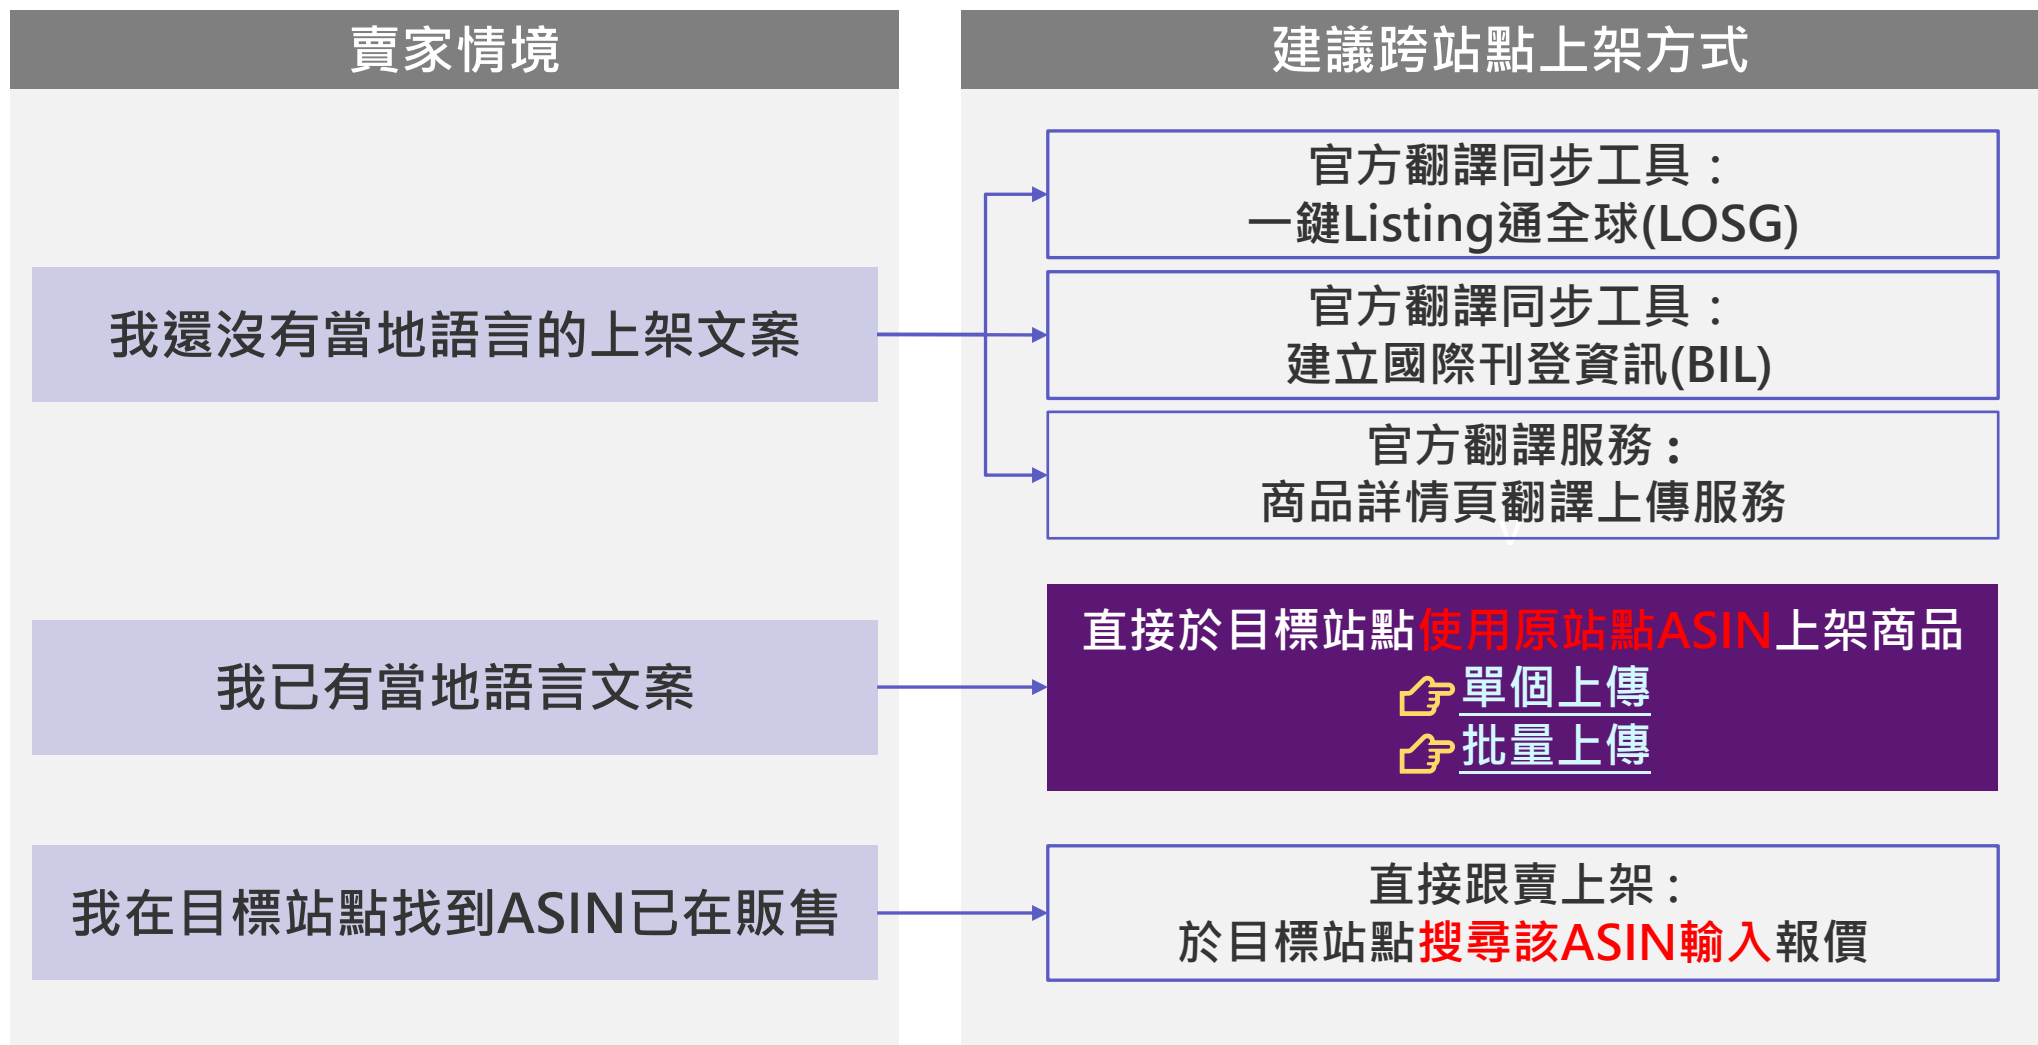 賣家情境
建議跨站點上架方式
我還沒有當地語言的上架文案
官方翻譯同步工具：
一鍵Listing通全球(LOSG)
官方翻譯同步工具：
建立國際刊登資訊(BIL)
官方翻譯服務：
商品詳情頁翻譯上傳服務
我已有當地語言文案
直接於目標站點使用原站點ASIN上架商品
👉單個上傳
👉批量上傳
我在目標站點找到ASIN已在販售
直接跟賣上架：
於目標站點搜尋該ASIN輸入報價